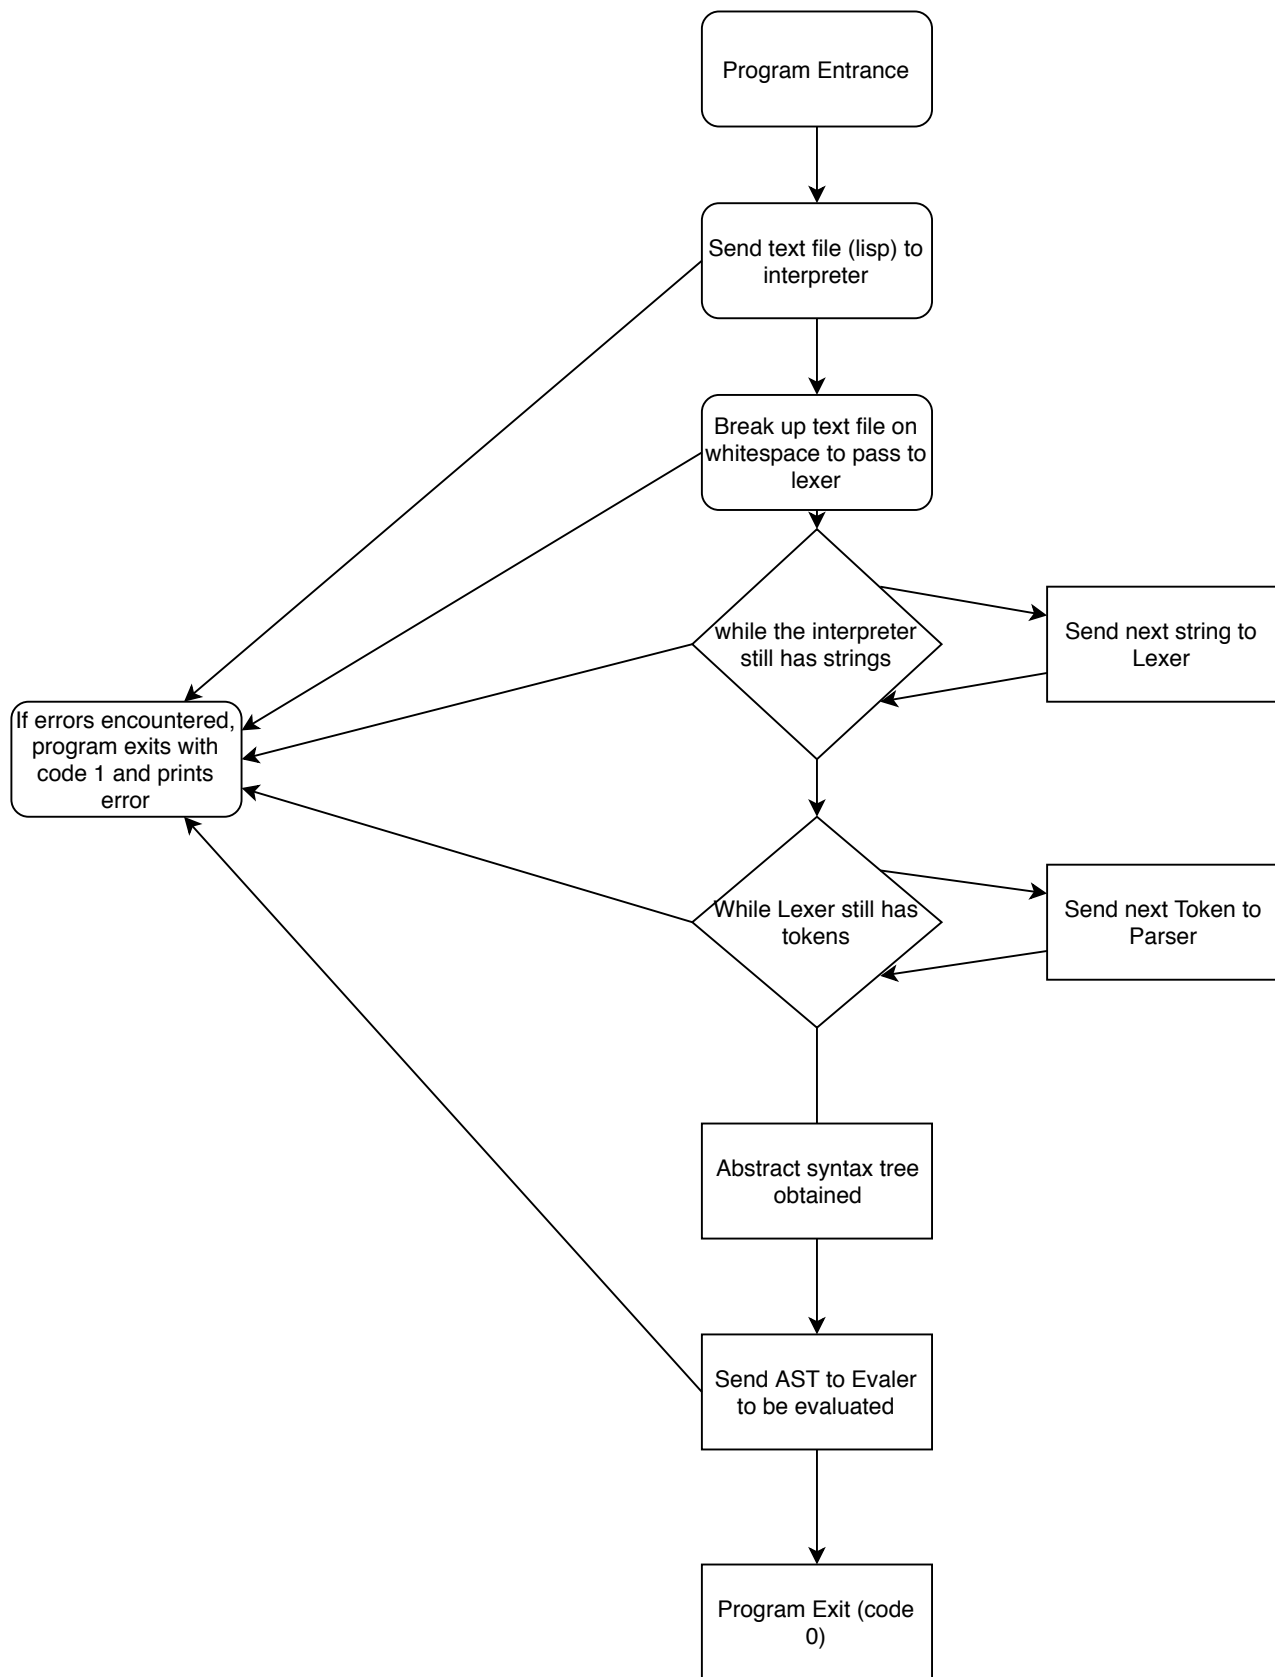 Program Entrance
Send text file (lisp) to
interpreter
Break up text file on
whitespace to pass to
lexer
while the interpreter
still has strings
Send next string to
Lexer
If errors encountered,
program exits with
code 1 and prints
error
While Lexer still has
tokens
Send next Token to
Parser
Abstract syntax tree
obtained
Send AST to Evaler
to be evaluated
Program Exit (code
0)